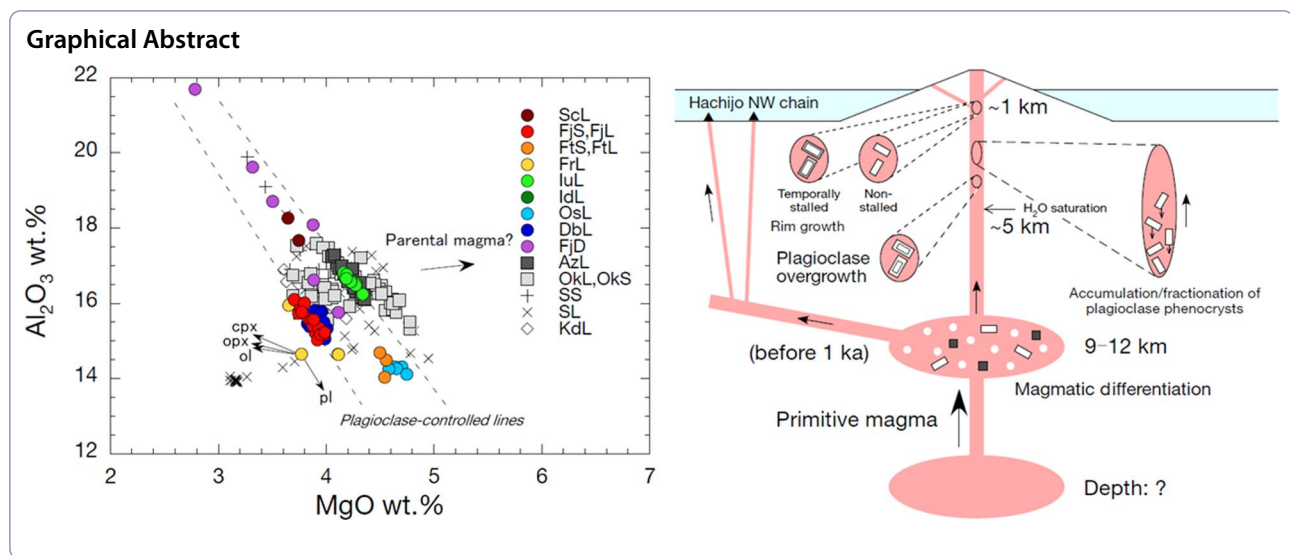 Graphical Abstract
22
20
18
16
14
12
Al₂O₃ wt.%
2
3
4
5
6
7
MgO wt.%
ScL
FjS,FjL
FtS,FtL
FrL
IuL
IdL
OsL
DbL
FjD
AzL
OkL,OkS
SS
SL
KdL
Parental magma?
cpx
opx
ol
pl
Plagioclase-controlled lines
Hachijo NW chain
~1 km
Temporally
stalled
Non-
stalled
Rim growth
H₂O saturation
~5 km
Plagioclase
overgrowth
Accumulation/fractionation of
plagioclase phenocrysts
(before 1 ka)
9–12 km
Magmatic differentiation
Primitive magma
Depth: ?